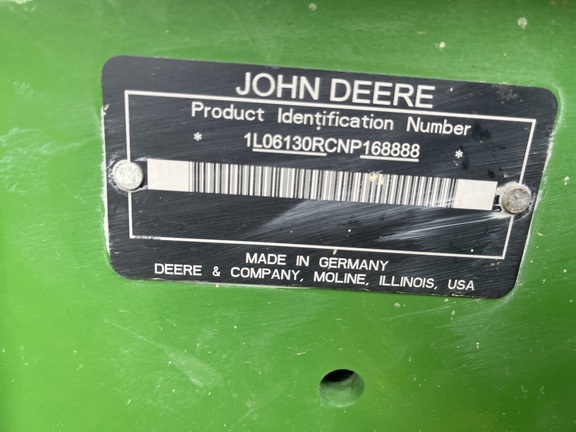 JOHN DEERE
Product Identification Number
* 1L06130RCNP168888 *
MADE IN GERMANY
DEERE & COMPANY, MOLINE, ILLINOIS, USA